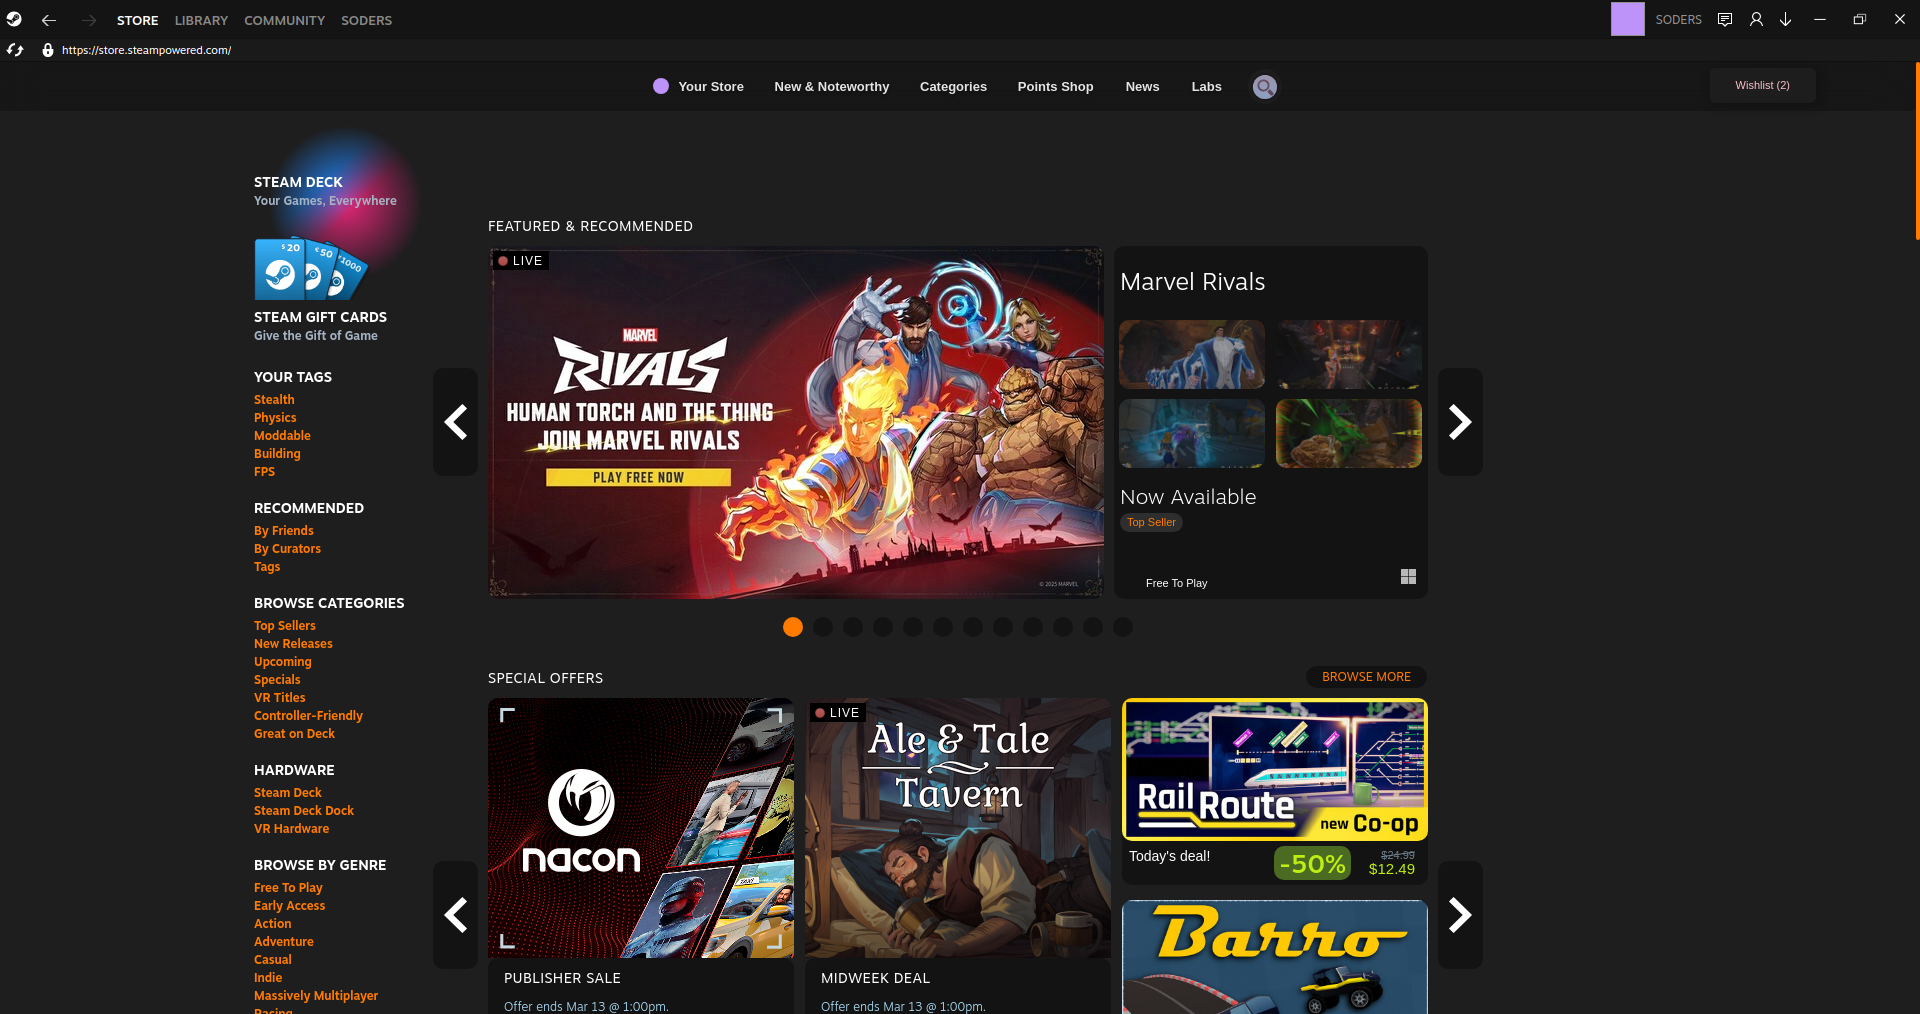 STORE LIBRARY COMMUNITY SODERS
SODERS
https://store.steampowered.com/
Your Store New & Noteworthy Categories Points Shop News Labs
Wishlist (2)
STEAM DECK
Your Games, Everywhere
$20 €50 ¥1000
STEAM GIFT CARDS
Give the Gift of Game
YOUR TAGS
Stealth
Physics
Moddable
Building
FPS
RECOMMENDED
By Friends
By Curators
Tags
BROWSE CATEGORIES
Top Sellers
New Releases
Upcoming
Specials
VR Titles
Controller-Friendly
Great on Deck
HARDWARE
Steam Deck
Steam Deck Dock
VR Hardware
BROWSE BY GENRE
Free To Play
Early Access
Action
Adventure
Casual
Indie
Massively Multiplayer
Racing
FEATURED & RECOMMENDED
LIVE
MARVEL
RIVALS
HUMAN TORCH AND THE THING
JOIN MARVEL RIVALS
PLAY FREE NOW
© 2025 MARVEL
Marvel Rivals
Now Available
Top Seller
Free To Play
SPECIAL OFFERS
BROWSE MORE
nacon
TAXI
PUBLISHER SALE
Offer ends Mar 13 @ 1:00pm.
LIVE
Ale & Tale
Tavern
MIDWEEK DEAL
Offer ends Mar 13 @ 1:00pm.
Rail Route
new Co-op
Today's deal!
-50%
$24.99
$12.49
Barro